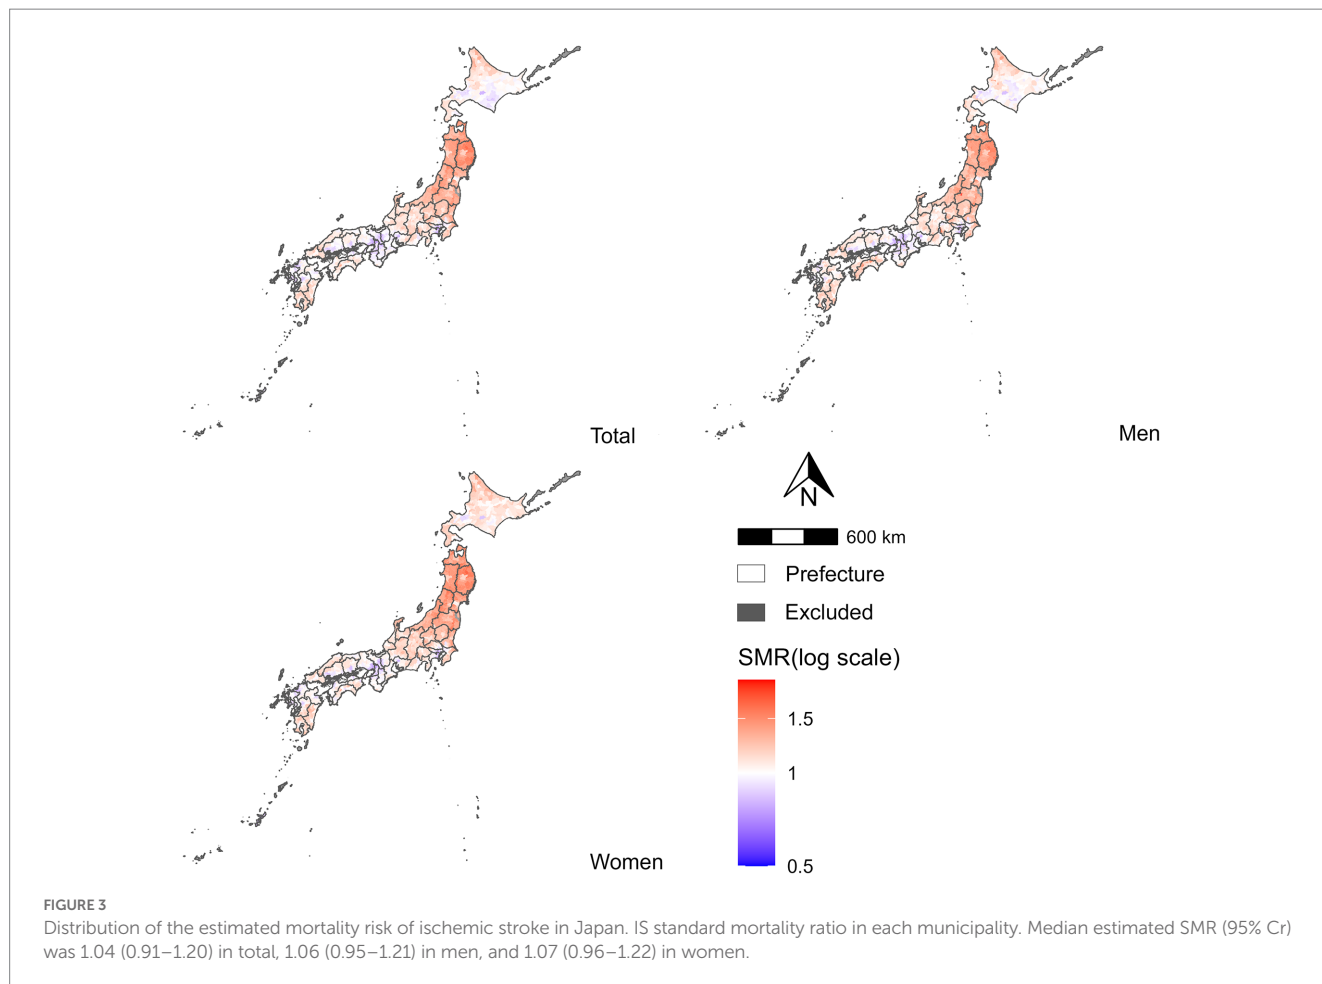 Total
Men
N
600 km
Prefecture
Excluded
SMR(log scale)
1.5
1
0.5
Women
FIGURE 3
Distribution of the estimated mortality risk of ischemic stroke in Japan. IS standard mortality ratio in each municipality. Median estimated SMR (95% Cr)
was 1.04 (0.91–1.20) in total, 1.06 (0.95–1.21) in men, and 1.07 (0.96–1.22) in women.